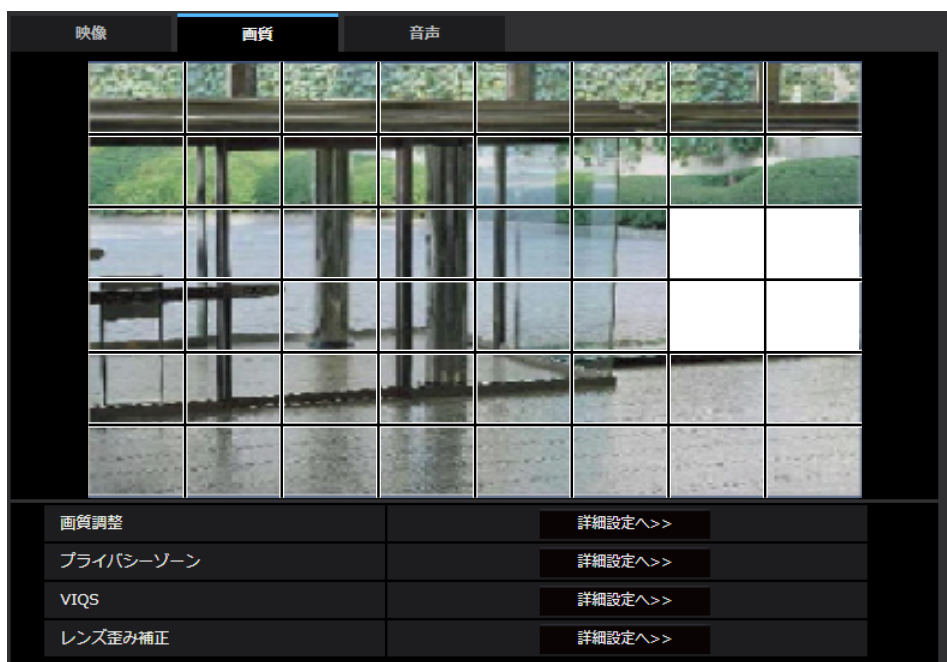 映像 画質 音声
画質調整 詳細設定へ>>
プライバシーゾーン 詳細設定へ>>
VIQS 詳細設定へ>>
レンズ歪み補正 詳細設定へ>>